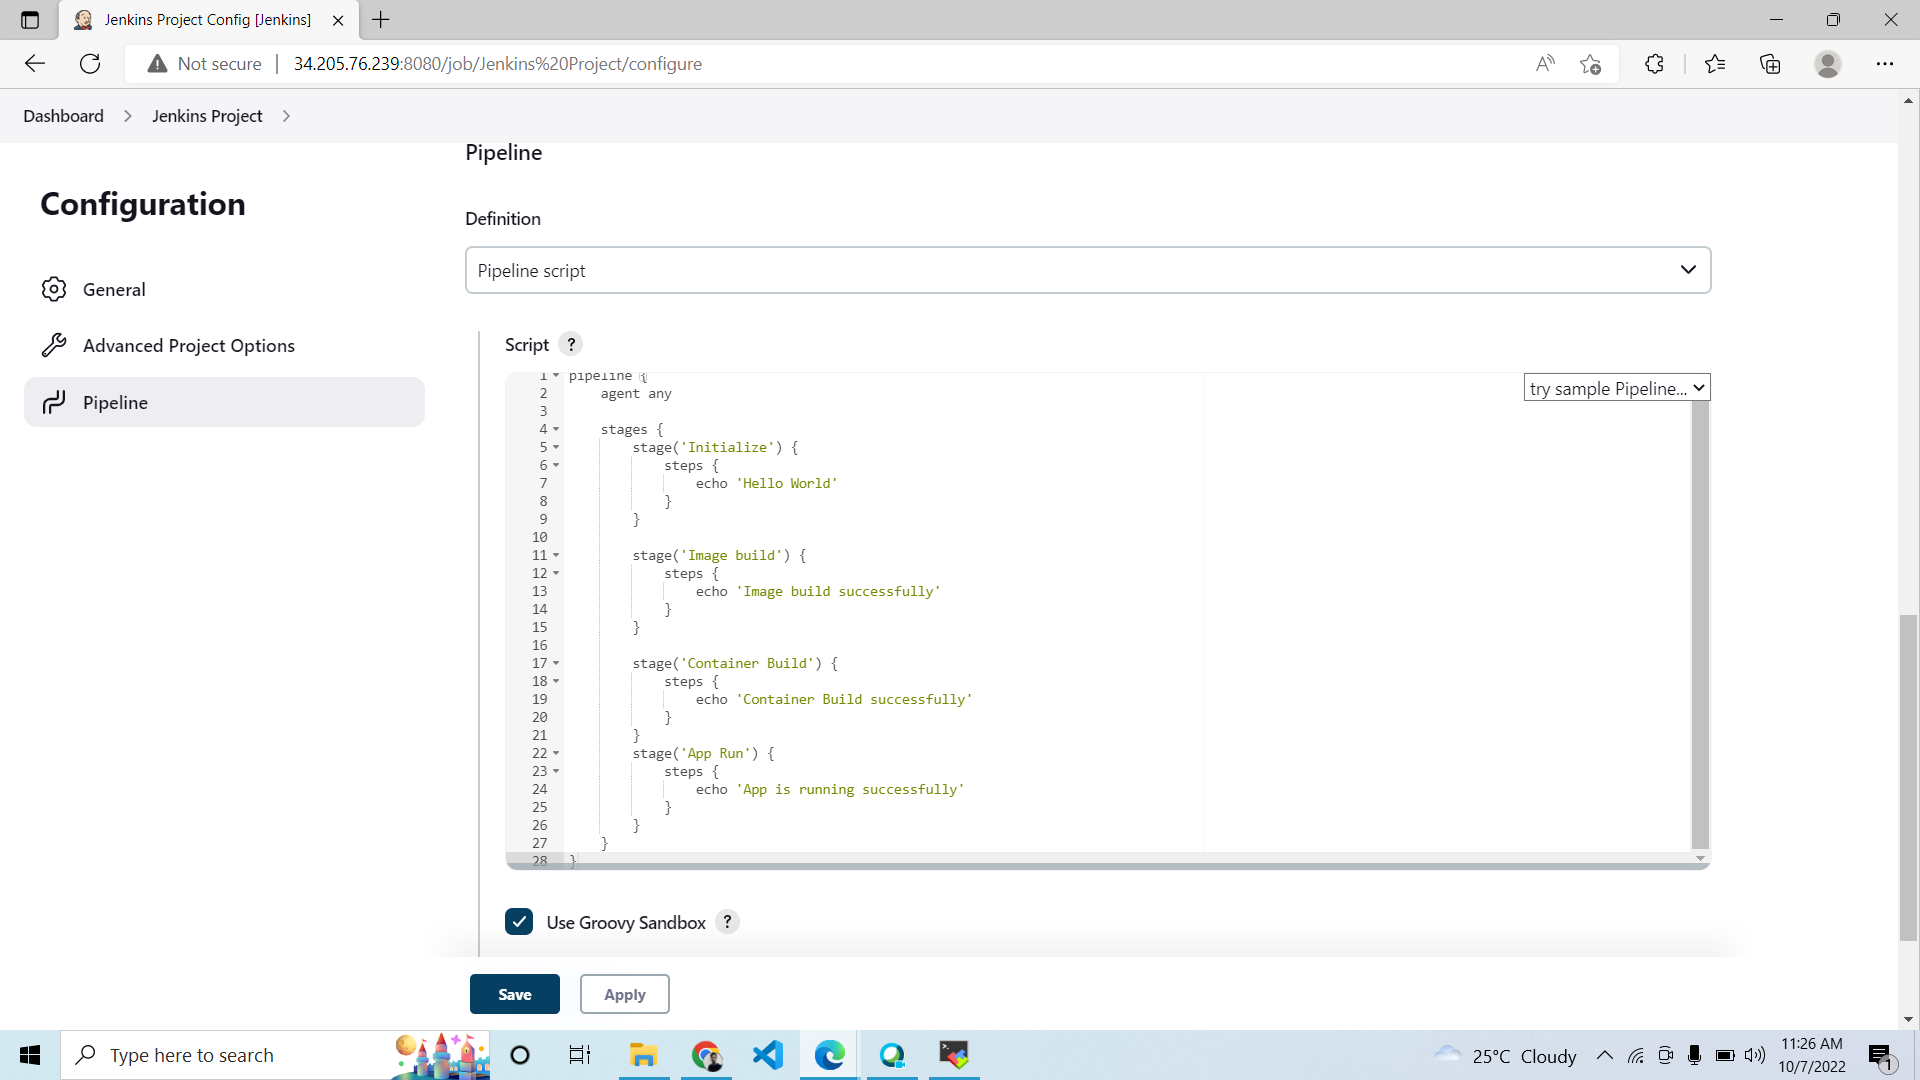 Jenkins Project Config [Jenkins]
Not secure 34.205.76.239:8080/job/Jenkins%20Project/configure
Dashboard Jenkins Project
Configuration
General
Advanced Project Options
Pipeline
Pipeline
Definition
Pipeline script
Script ?
try sample Pipeline...
1 pipeline {
2     agent any
3
4     stages {
5         stage('Initialize') {
6             steps {
7                 echo 'Hello World'
8             }
9         }
10
11         stage('Image build') {
12             steps {
13                 echo 'Image build successfully'
14             }
15         }
16
17         stage('Container Build') {
18             steps {
19                 echo 'Container Build successfully'
20             }
21         }
22         stage('App Run') {
23             steps {
24                 echo 'App is running successfully'
25             }
26         }
27     }
28 }
Use Groovy Sandbox ?
Save Apply
Type here to search
25°C Cloudy
11:26 AM
10/7/2022
1